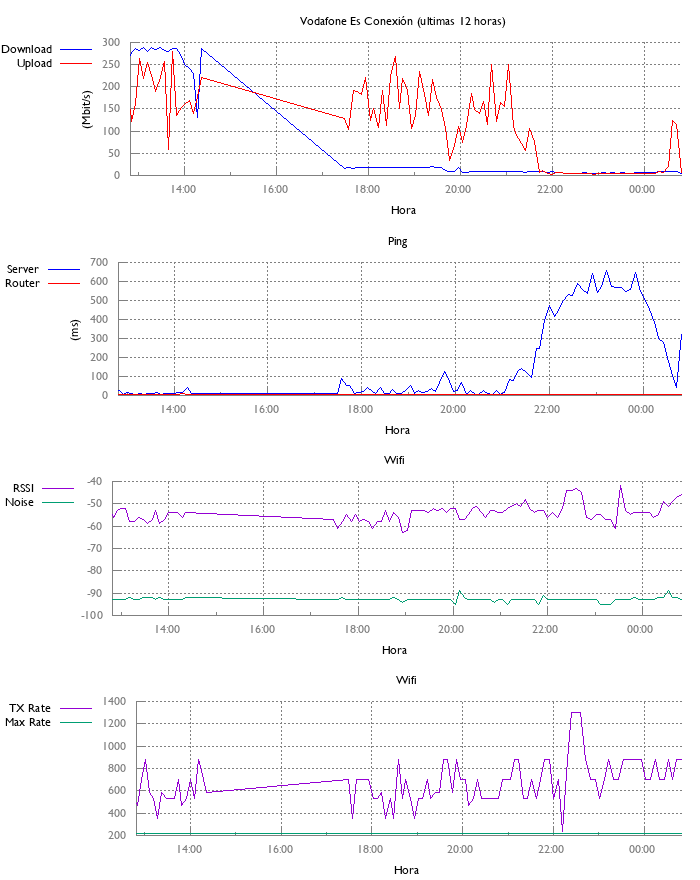 Vodafone Es Conexión (ultimas 12 horas)
Download
Upload
(Mbit/s)
300
250
200
150
100
50
0
14:00 16:00 18:00 20:00 22:00 00:00
Hora
Ping
Server
Router
(ms)
700
600
500
400
300
200
100
0
14:00 16:00 18:00 20:00 22:00 00:00
Hora
Wifi
RSSI
Noise
-40
-50
-60
-70
-80
-90
-100
14:00 16:00 18:00 20:00 22:00 00:00
Hora
Wifi
TX Rate
Max Rate
1400
1200
1000
800
600
400
200
14:00 16:00 18:00 20:00 22:00 00:00
Hora